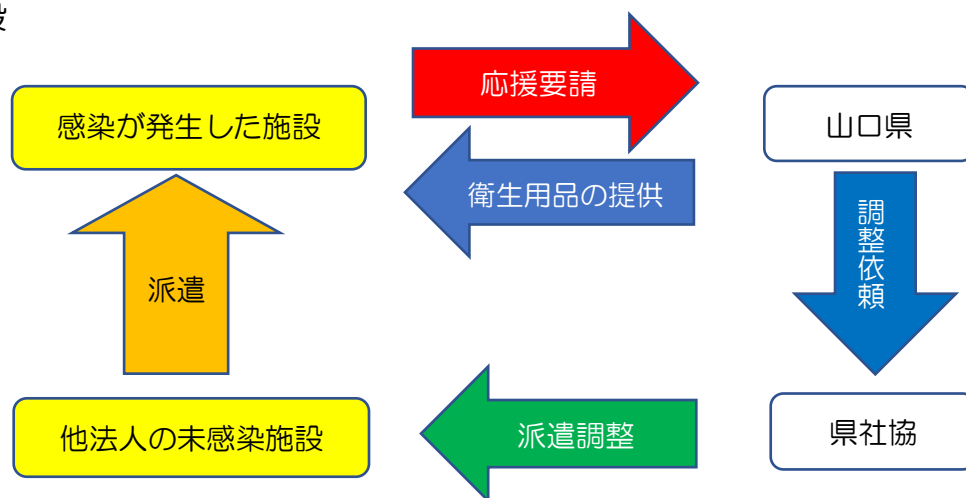 設
応援要請
感染が発生した施設
山口県
衛生用品の提供
調整依頼
派遣
他法人の未感染施設
派遣調整
県社協